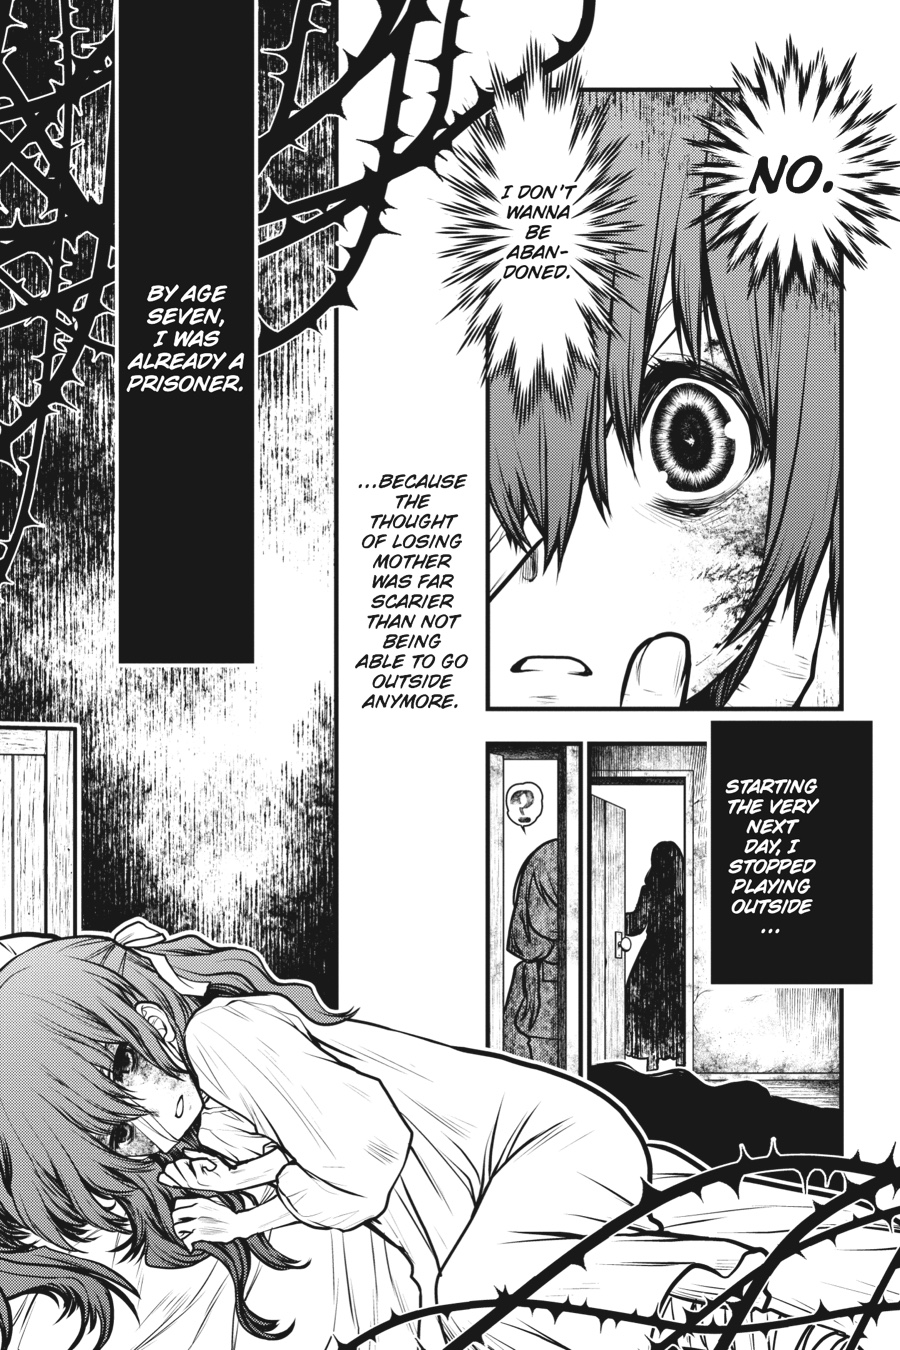 NO.
I DON'T
WANNA
BE
ABAN-
DONED.
STARTING
THE VERY
NEXT
DAY, I
STOPPED
PLAYING
OUTSIDE
...
?
...BECAUSE
THE
THOUGHT
OF LOSING
MOTHER
WAS FAR
SCARIER
THAN NOT
BEING
ABLE TO GO
OUTSIDE
ANYMORE.
BY AGE
SEVEN,
I WAS
ALREADY A
PRISONER.